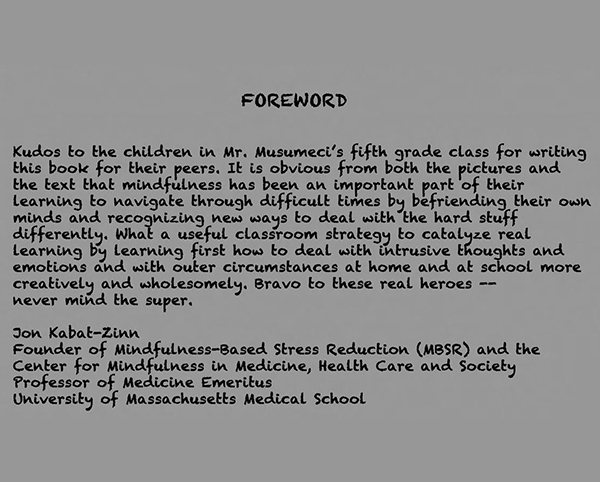 FOREWORD
Kudos to the children in Mr. Musumeci's fifth grade class for writing
this book for their peers. It is obvious from both the pictures and
the text that mindfulness has been an important part of their
learning to navigate through difficult times by befriending their own
minds and recognizing new ways to deal with the hard stuff
differently. What a useful classroom strategy to catalyze real
learning by learning first how to deal with intrusive thoughts and
emotions and with outer circumstances at home and at school more
creatively and wholesomely. Bravo to these real heroes --
never mind the super.
Jon Kabat-Zinn
Founder of Mindfulness-Based Stress Reduction (MBSR) and the
Center for Mindfulness in Medicine, Health Care and Society
Professor of Medicine Emeritus
University of Massachusetts Medical School